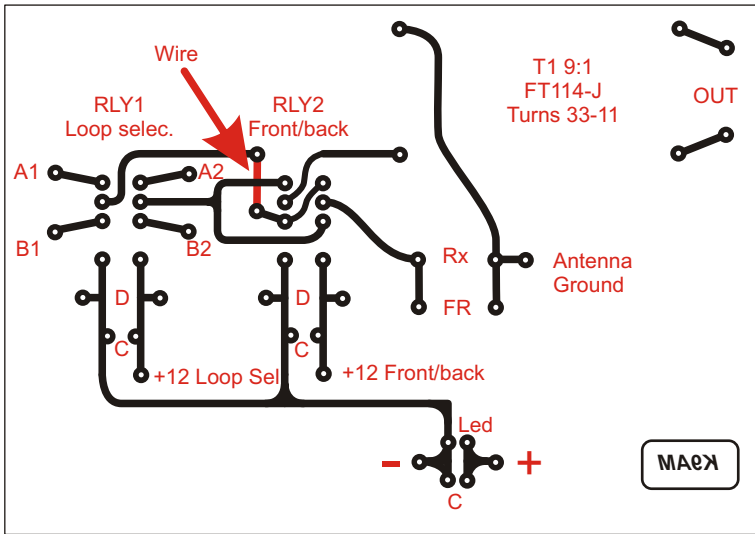 Wire
T1 9:1
FT114-J
Turns 33-11
OUT
RLY1
Loop selec.
RLY2
Front/back
A1
A2
B1
B2
Rx
Antenna
Ground
FR
D
D
C
C
+12 Loop Sel
+12 Front/back
Led
-
+
C
K9AM